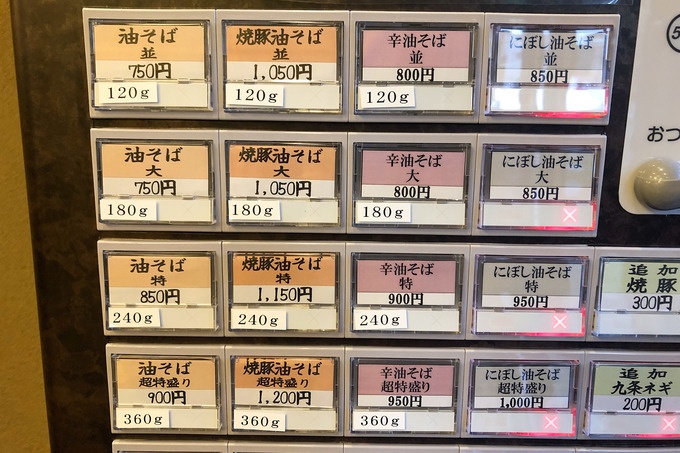 油そば
並
750円
120g
焼豚油そば
並
1,050円
120g
辛油そば
並
800円
120g
にぼし油そば
並
850円
油そば
大
750円
180g
焼豚油そば
大
1,050円
180g
辛油そば
大
800円
180g
にぼし油そば
大
850円
油そば
特
850円
240g
焼豚油そば
特
1,150円
240g
辛油そば
特
900円
240g
にぼし油そば
特
950円
追加
焼豚
300円
油そば
超特盛り
900円
360g
焼豚油そば
超特盛り
1,200円
360g
辛油そば
超特盛り
950円
360g
にぼし油そば
超特盛り
1,000円
追加
九条ネギ
200円
おつ